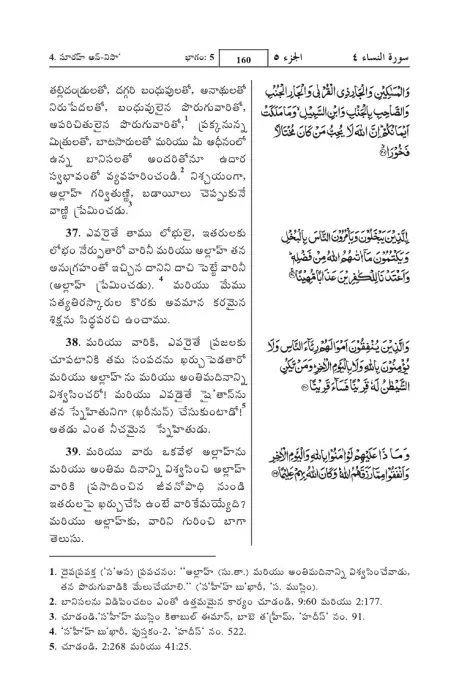 4. సూరహ్ అన్-నిసా'
భాగం: 5
160
الجزء ٥
سورة النساء ٤
తల్లిదండ్రులతో, దగ్గరి బంధువులతో, అనాథులతో
నిరుపేదలతో, బంధువులైన పొరుగువారితో,
అపరిచితులైన పొరుగువారితో,1 ప్రక్కనున్న
మిత్రులతో, బాటసారులతో మరియు మీ ఆధీనంలో
ఉన్న బానిసలతో అందరితోనూ ఉదార
స్వభావంతో వ్యవహరించండి.2 నిశ్చయంగా,
అల్లాహ్ గర్వితుణ్ణి, బడాయీలు చెప్పుకునే
వాణ్ణి ప్రేమించడు.3
37. ఎవరైతే తాము లోభులై, ఇతరులకు
లోభం నేర్పుతారో వారినీ మరియు అల్లాహ్ తన
అనుగ్రహంతో ఇచ్చిన దానిని దాచి పెట్టే వారినీ
(అల్లాహ్ ప్రేమించడు). 4 మరియు మేము
సత్యతిరస్కారుల కొరకు అవమాన కరమైన
శిక్షను సిద్ధపరచి ఉంచాము.
38. మరియు వారికి, ఎవరైతే ప్రజలకు
చూపటానికి తమ సంపదను ఖర్చుపెడతారో
మరియు అల్లాహ్ ను మరియు అంతిమదినాన్ని
విశ్వసించరో! మరియు ఎవడైతే షై'తాన్‌ను
తన స్నేహితునిగా (ఖరీనున్) చేసుకుంటాడో!5
అతడు ఎంత నీచమైన స్నేహితుడు.
39. మరియు వారు ఒకవేళ అల్లాహ్‌ను
మరియు అంతిమ దినాన్ని విశ్వసించి అల్లాహ్
వారికి ప్రసాదించిన జీవనోపాధి నుండి
ఇతరులపై ఖర్చుచేసి ఉంటే వారికేమయ్యేది?
మరియు అల్లాహ్‌కు, వారిని గురించి బాగా
తెలుసు.
وَّالْمَسٰكِيْنِ وَالْجَارِ ذِي الْقُرْبٰى وَالْجَارِ الْجُنُبِ
وَالصَّاحِبِ بِالْجَنْۢبِ وَابْنِ السَّبِيْلِ ۙ وَمَا مَلَكَتْ
اَيْمَانُكُمْ ۭ اِنَّ اللّٰهَ لَا يُحِبُّ مَنْ كَانَ مُخْتَالًا
فَخُوْرَا
الَّذِيْنَ يَبْخَلُوْنَ وَيَاْمُرُوْنَ النَّاسَ بِالْبُخْلِ
وَيَكْتُمُوْنَ مَآ اٰتٰىهُمُ اللّٰهُ مِنْ فَضْلِهٖ ۭ
وَاَعْتَدْنَا لِلْكٰفِرِيْنَ عَذَابًا مُّهِيْنًا
وَالَّذِيْنَ يُنْفِقُوْنَ اَمْوَالَهُمْ رِئَاۗءَ النَّاسِ وَلَا
يُؤْمِنُوْنَ بِاللّٰهِ وَلَا بِالْيَوْمِ الْاٰخِرِ ۭ وَمَنْ يَّكُنِ
الشَّيْطٰنُ لَهٗ قَرِيْنًا فَسَاۗءَ قَرِيْنًا
وَمَاذَا عَلَيْهِمْ لَوْ اٰمَنُوْا بِاللّٰهِ وَالْيَوْمِ الْاٰخِرِ
وَاَنْفَقُوْا مِمَّا رَزَقَهُمُ اللّٰهُ ۭ وَكَانَ اللّٰهُ بِهِمْ عَلِيْمًا
1. దైవప్రవక్త ('స'అస) ప్రవచనం: "అల్లాహ్ (సు.తా.) మరియు అంతిమదినాన్ని విశ్వసించేవాడు,
తన పొరుగువాడికి మేలుచేయాలి." ('స'హీ'హ్ బు'ఖారీ, 'స. ముస్లిం).
2. బానిసలను విడిపించటం ఎంతో ఉత్తమమైన కార్యం చూడండి, 9:60 మరియు 2:177.
3. చూడండి,'స'హీ'హ్ ముస్లిం కితాబుల్ ఈమాన్, బాబె త'హ్రీమ్, 'హదీస్' నం. 91.
4. 'స'హీ'హ్ బు'ఖారీ, పుస్తకం-2, 'హదీస్' నం. 522.
5. చూడండి, 2:268 మరియు 41:25.